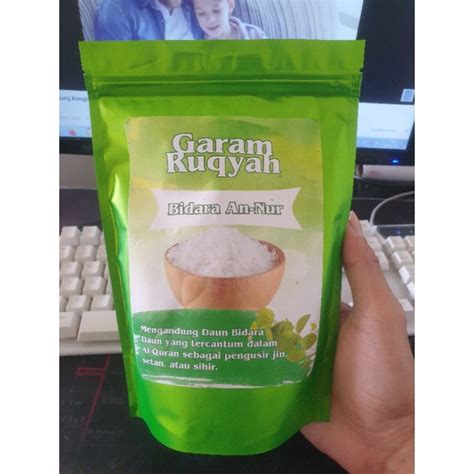 Garam
Ruqyah
Bidara An-Nur
Mengandung Daun Bidara
Daun yang tercantum dalam
Al-Quran sebagai pengusir jin,
setan, atau sihir.